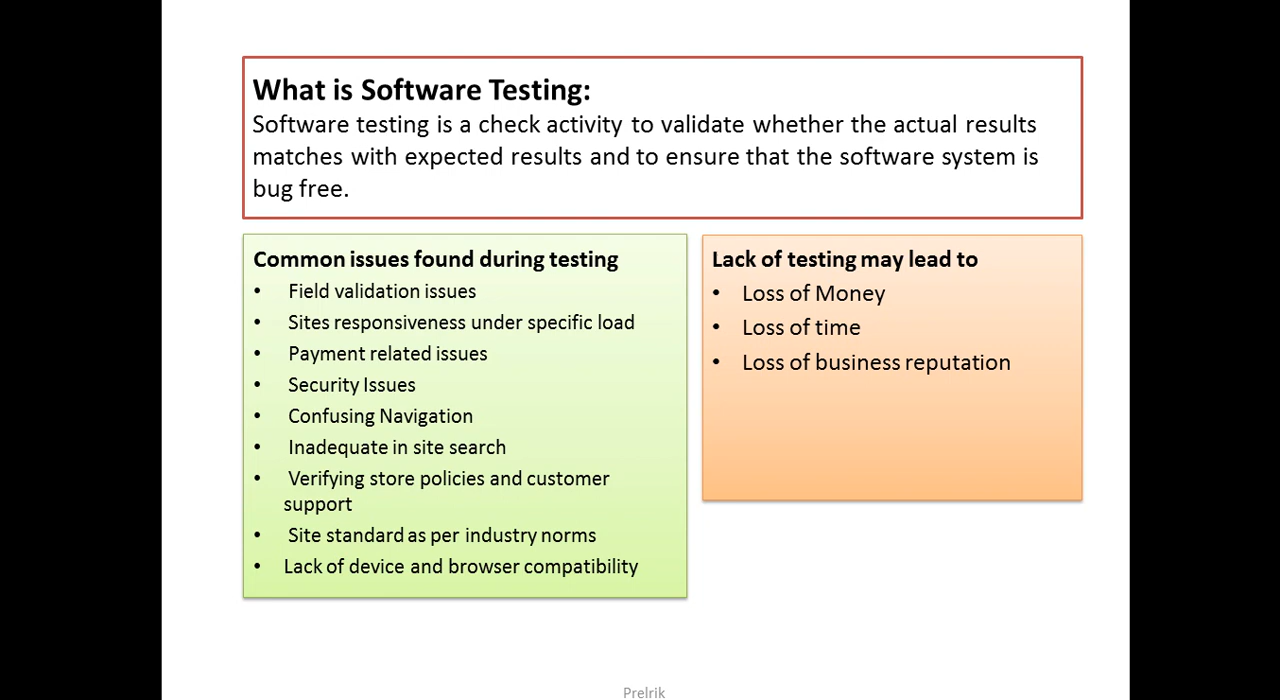 What is Software Testing:
Software testing is a check activity to validate whether the actual results
matches with expected results and to ensure that the software system is
bug free.
Common issues found during testing
• Field validation issues
• Sites responsiveness under specific load
• Payment related issues
• Security Issues
• Confusing Navigation
• Inadequate in site search
• Verifying store policies and customer
support
• Site standard as per industry norms
• Lack of device and browser compatibility
Lack of testing may lead to
• Loss of Money
• Loss of time
• Loss of business reputation
Prelrik